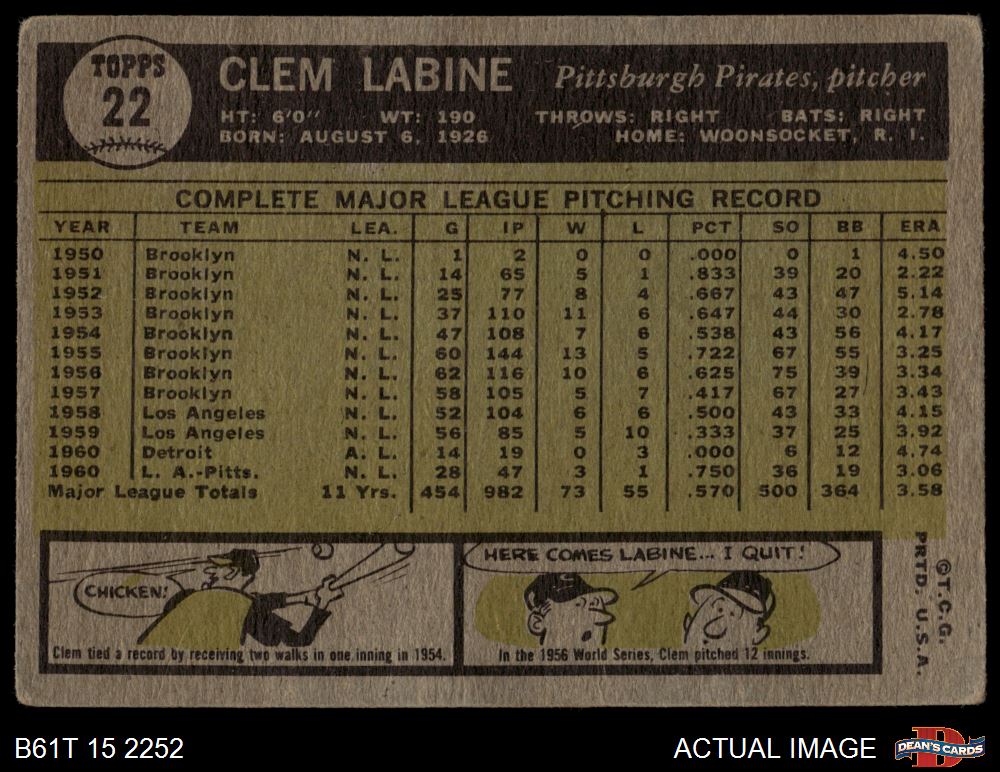 TOPPS
22
CLEM LABINE Pittsburgh Pirates, pitcher
HT: 6'0" WT: 190 THROWS: RIGHT BATS: RIGHT
BORN: AUGUST 6, 1926 HOME: WOONSOCKET, R. I.
COMPLETE MAJOR LEAGUE PITCHING RECORD
YEAR TEAM LEA. G IP W L PCT SO BB ERA
1950 Brooklyn N. L. 1 2 0 0 .000 0 1 4.50
1951 Brooklyn N. L. 14 65 5 1 .833 39 20 2.22
1952 Brooklyn N. L. 25 77 8 4 .667 43 47 5.14
1953 Brooklyn N. L. 37 110 11 6 .647 44 30 2.78
1954 Brooklyn N. L. 47 108 7 6 .538 43 56 4.17
1955 Brooklyn N. L. 60 144 13 5 .722 67 55 3.25
1956 Brooklyn N. L. 62 116 10 6 .625 75 39 3.34
1957 Brooklyn N. L. 58 105 5 7 .417 67 27 3.43
1958 Los Angeles N. L. 52 104 6 6 .500 43 33 4.15
1959 Los Angeles N. L. 56 85 5 10 .333 37 25 3.92
1960 Detroit A. L. 14 19 0 3 .000 6 12 4.74
1960 L. A.-Pitts. N. L. 28 47 3 1 .750 36 19 3.06
Major League Totals 11 Yrs. 454 982 73 55 .570 500 364 3.58
CHICKEN!
Clem tied a record by receiving two walks in one inning in 1954.
HERE COMES LABINE... I QUIT!
In the 1956 World Series, Clem pitched 12 innings.
©T.C.G.
PRTD. U.S.A.
B61T 15 2252
ACTUAL IMAGE
D
DEAN'S CARDS